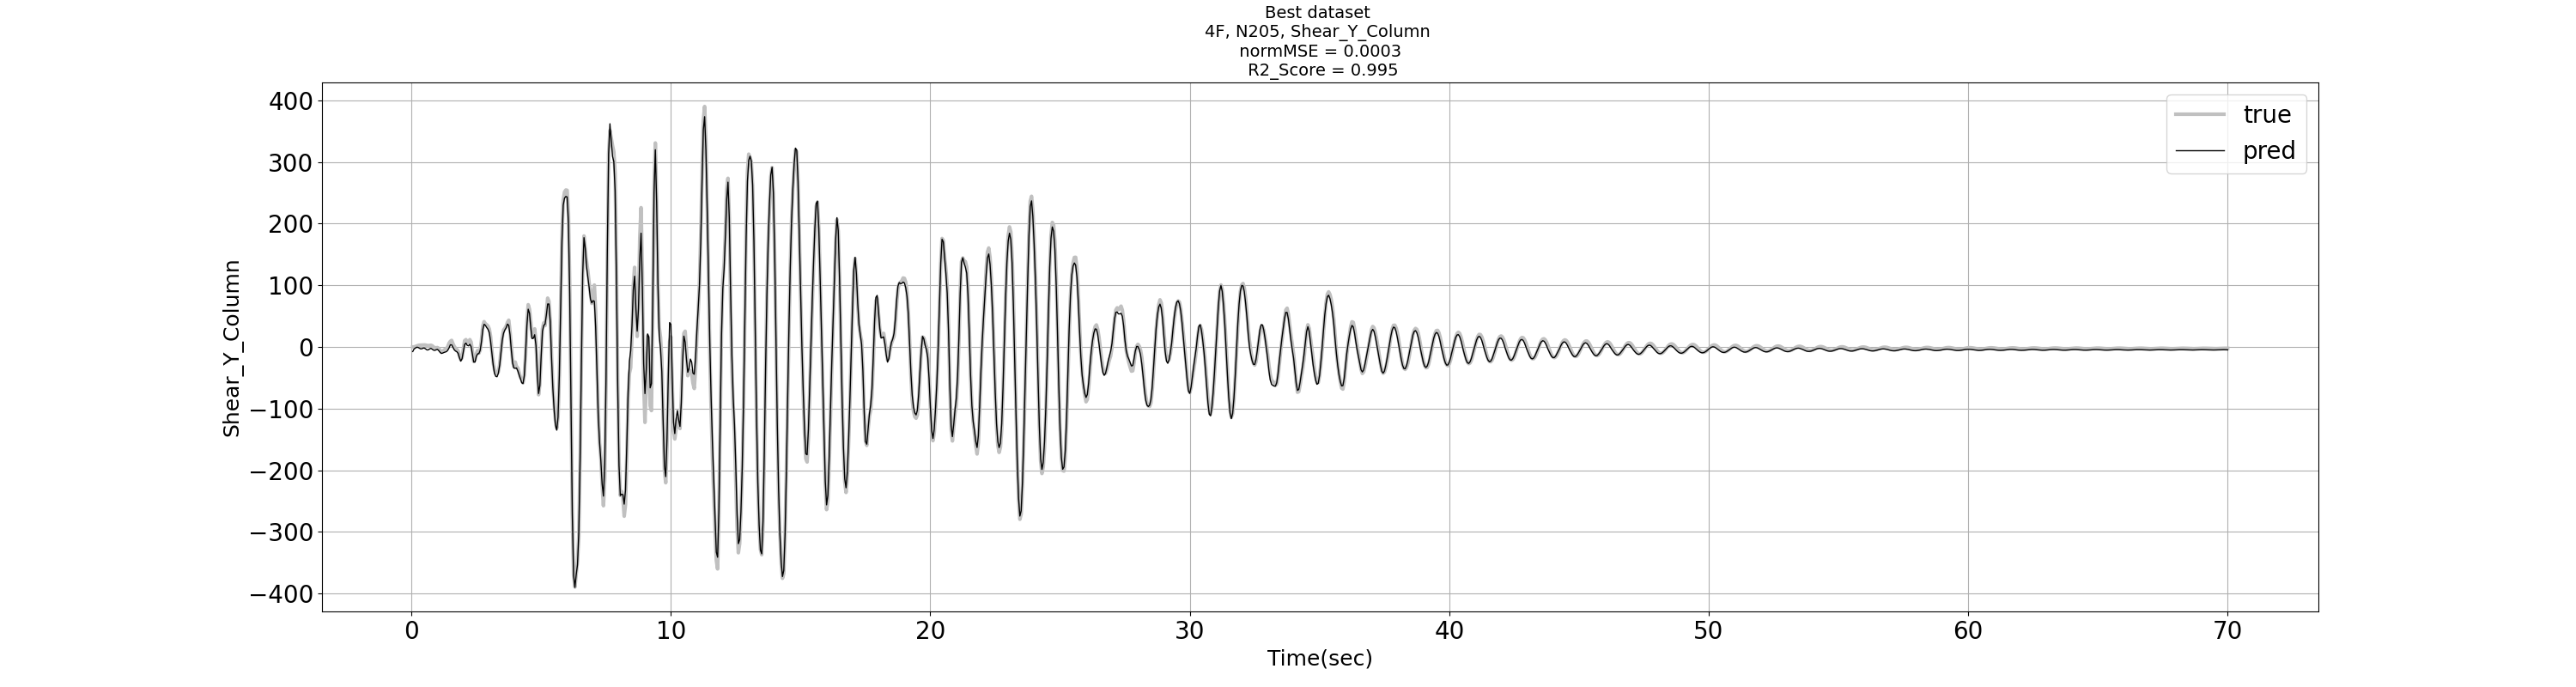 Best dataset
4F, N205, Shear_Y_Column
normMSE = 0.0003
R2_Score = 0.995
400
300
200
100
0
−100
−200
−300
−400
Shear_Y_Column
true
pred
0 10 20 30 40 50 60 70
Time(sec)